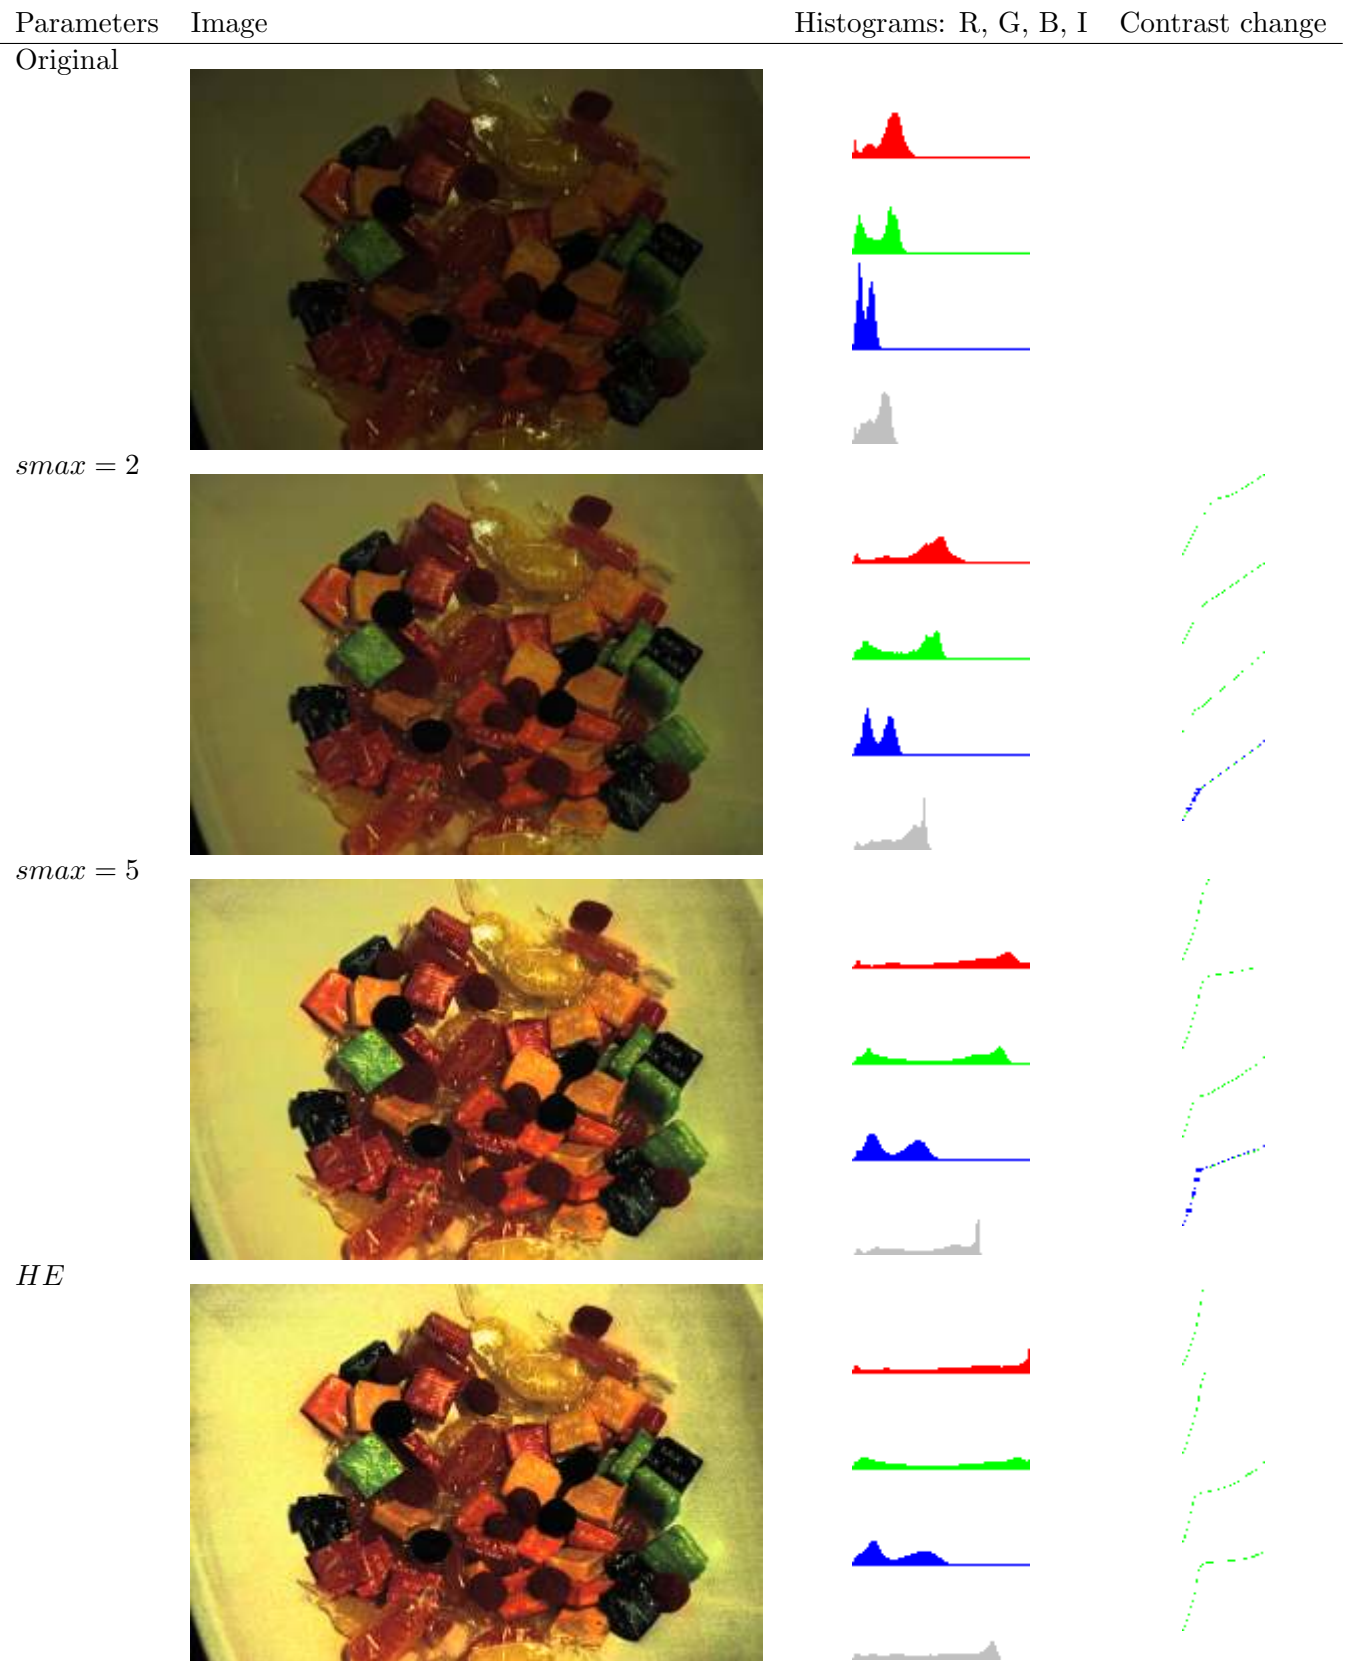 Parameters Image Histograms: R, G, B, I Contrast change
Original
smax = 2
smax = 5
HE